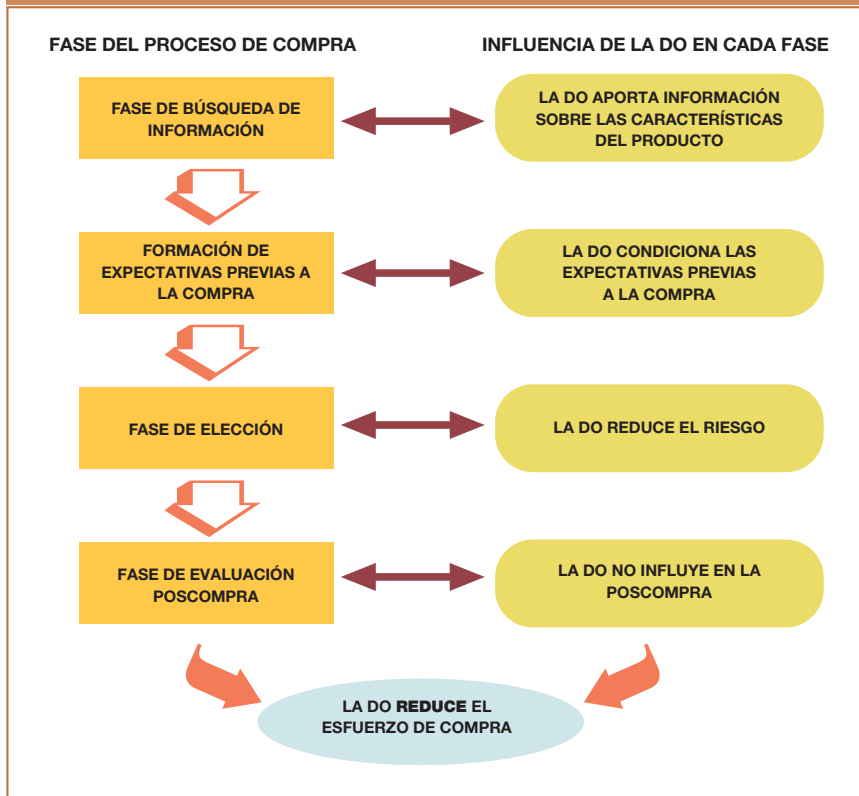 FASE DEL PROCESO DE COMPRA
INFLUENCIA DE LA DO EN CADA FASE
FASE DE BÚSQUEDA DE
INFORMACIÓN
LA DO APORTA INFORMACIÓN
SOBRE LAS CARACTERÍSTICAS
DEL PRODUCTO
FORMACIÓN DE
EXPECTATIVAS PREVIAS A
LA COMPRA
LA DO CONDICIONA LAS
EXPECTATIVAS PREVIAS
A LA COMPRA
FASE DE ELECCIÓN
LA DO REDUCE EL RIESGO
FASE DE EVALUACIÓN
POSCOMPRA
LA DO NO INFLUYE EN LA
POSCOMPRA
LA DO REDUCE EL
ESFUERZO DE COMPRA